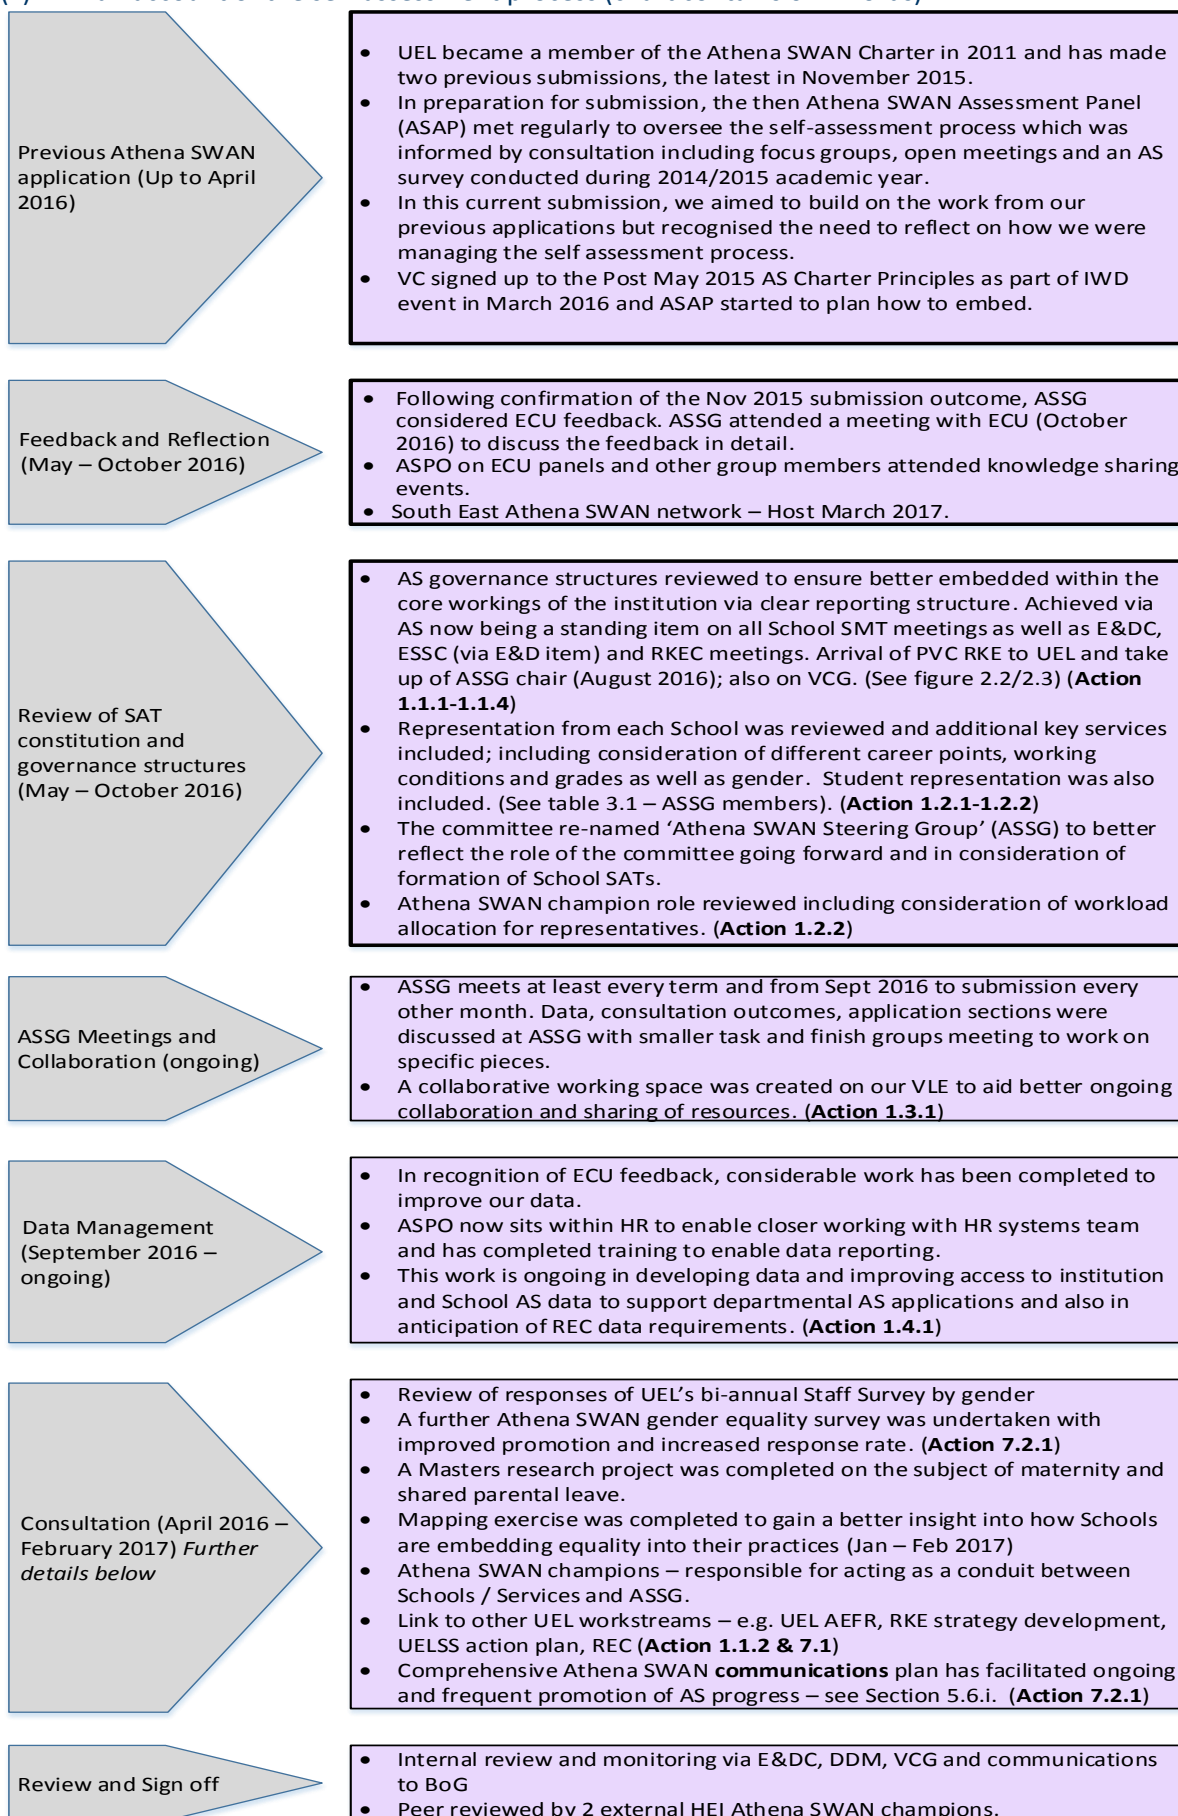 Previous Athena SWAN
application (Up to April
2016)
• UEL became a member of the Athena SWAN Charter in 2011 and has made
two previous submissions, the latest in November 2015.
• In preparation for submission, the then Athena SWAN Assessment Panel
(ASAP) met regularly to oversee the self-assessment process which was
informed by consultation including focus groups, open meetings and an AS
survey conducted during 2014/2015 academic year.
• In this current submission, we aimed to build on the work from our
previous applications but recognised the need to reflect on how we were
managing the self assessment process.
• VC signed up to the Post May 2015 AS Charter Principles as part of IWD
event in March 2016 and ASAP started to plan how to embed.
Feedback and Reflection
(May – October 2016)
• Following confirmation of the Nov 2015 submission outcome, ASSG
considered ECU feedback. ASSG attended a meeting with ECU (October
2016) to discuss the feedback in detail.
• ASPO on ECU panels and other group members attended knowledge sharing
events.
• South East Athena SWAN network – Host March 2017.
Review of SAT
constitution and
governance structures
(May – October 2016)
• AS governance structures reviewed to ensure better embedded within the
core workings of the institution via clear reporting structure. Achieved via
AS now being a standing item on all School SMT meetings as well as E&DC,
ESSC (via E&D item) and RKEC meetings. Arrival of PVC RKE to UEL and take
up of ASSG chair (August 2016); also on VCG. (See figure 2.2/2.3) (Action
1.1.1-1.1.4)
• Representation from each School was reviewed and additional key services
included; including consideration of different career points, working
conditions and grades as well as gender.  Student representation was also
included. (See table 3.1 – ASSG members). (Action 1.2.1-1.2.2)
• The committee re-named ‘Athena SWAN Steering Group’ (ASSG) to better
reflect the role of the committee going forward and in consideration of
formation of School SATs.
• Athena SWAN champion role reviewed including consideration of workload
allocation for representatives. (Action 1.2.2)
ASSG Meetings and
Collaboration (ongoing)
• ASSG meets at least every term and from Sept 2016 to submission every
other month. Data, consultation outcomes, application sections were
discussed at ASSG with smaller task and finish groups meeting to work on
specific pieces.
• A collaborative working space was created on our VLE to aid better ongoing
collaboration and sharing of resources. (Action 1.3.1)
Data Management
(September 2016 –
ongoing)
• In recognition of ECU feedback, considerable work has been completed to
improve our data.
• ASPO now sits within HR to enable closer working with HR systems team
and has completed training to enable data reporting.
• This work is ongoing in developing data and improving access to institution
and School AS data to support departmental AS applications and also in
anticipation of REC data requirements. (Action 1.4.1)
Consultation (April 2016 –
February 2017) Further
details below
• Review of responses of UEL’s bi-annual Staff Survey by gender
• A further Athena SWAN gender equality survey was undertaken with
improved promotion and increased response rate. (Action 7.2.1)
• A Masters research project was completed on the subject of maternity and
shared parental leave.
• Mapping exercise was completed to gain a better insight into how Schools
are embedding equality into their practices (Jan – Feb 2017)
• Athena SWAN champions – responsible for acting as a conduit between
Schools / Services and ASSG.
• Link to other UEL workstreams – e.g. UEL AEFR, RKE strategy development,
UELSS action plan, REC (Action 1.1.2 & 7.1)
• Comprehensive Athena SWAN communications plan has facilitated ongoing
and frequent promotion of AS progress – see Section 5.6.i.  (Action 7.2.1)
Review and Sign off
• Internal review and monitoring via E&DC, DDM, VCG and communications
to BoG
• Peer reviewed by 2 external HEI Athena SWAN champions.